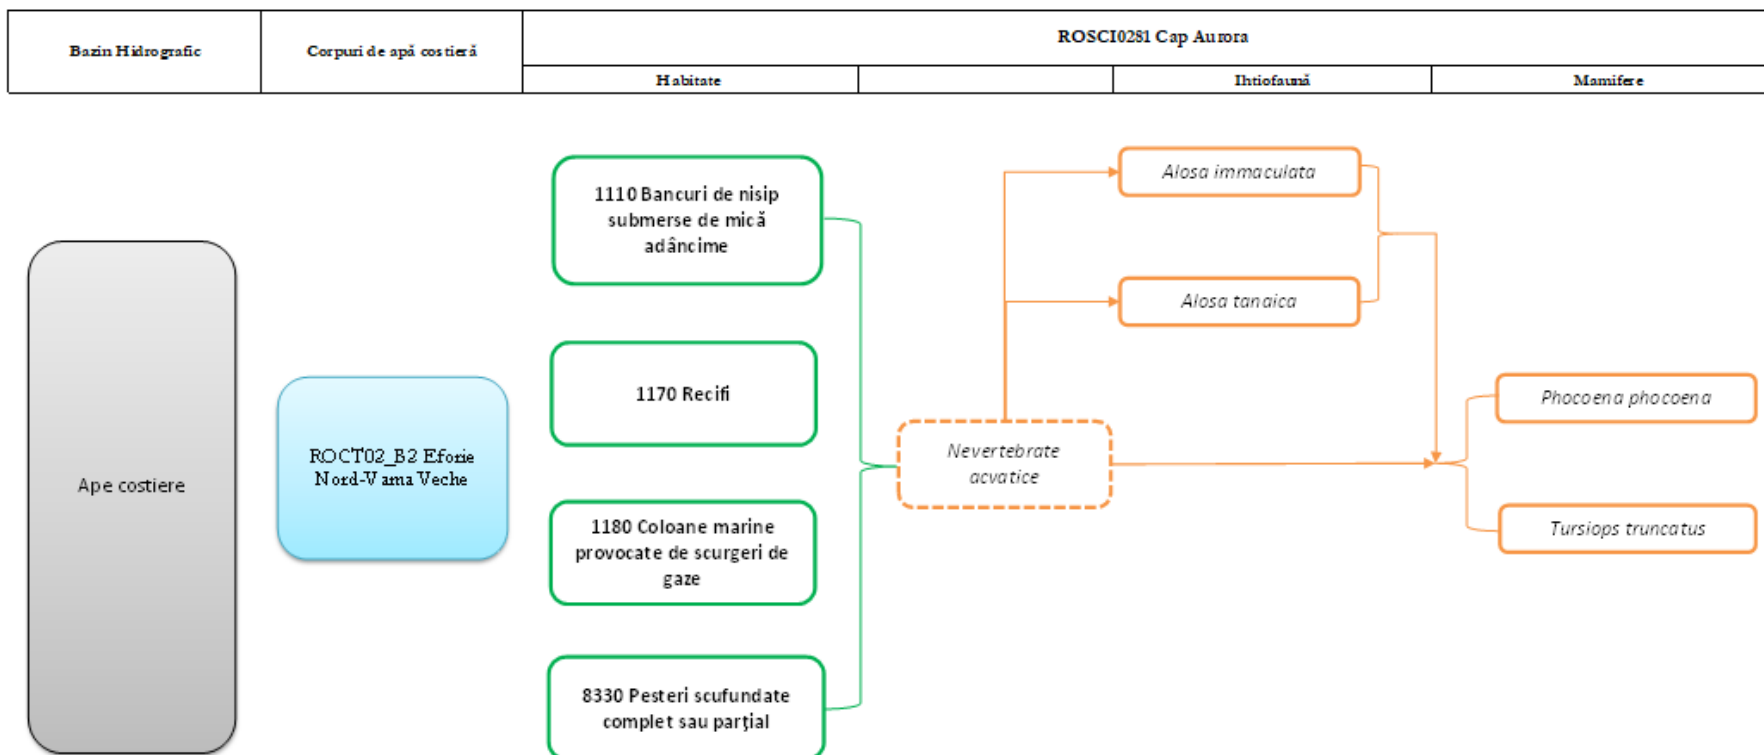 Bazin Hidrografic
Corpuri de apă costieră
ROSCI0281 Cap Aurora
Habitate
Ihtiofaună
Mamifere
Ape costiere
ROCT02_B2 Eforie
Nord-Vama Veche
1110 Bancuri de nisip
submerse de mică
adâncime
1170 Recifi
1180 Coloane marine
provocate de scurgeri de
gaze
8330 Pesteri scufundate
complet sau parţial
Nevertebrate
acvatice
Alosa immaculata
Alosa tanaica
Phocoena phocoena
Tursiops truncatus